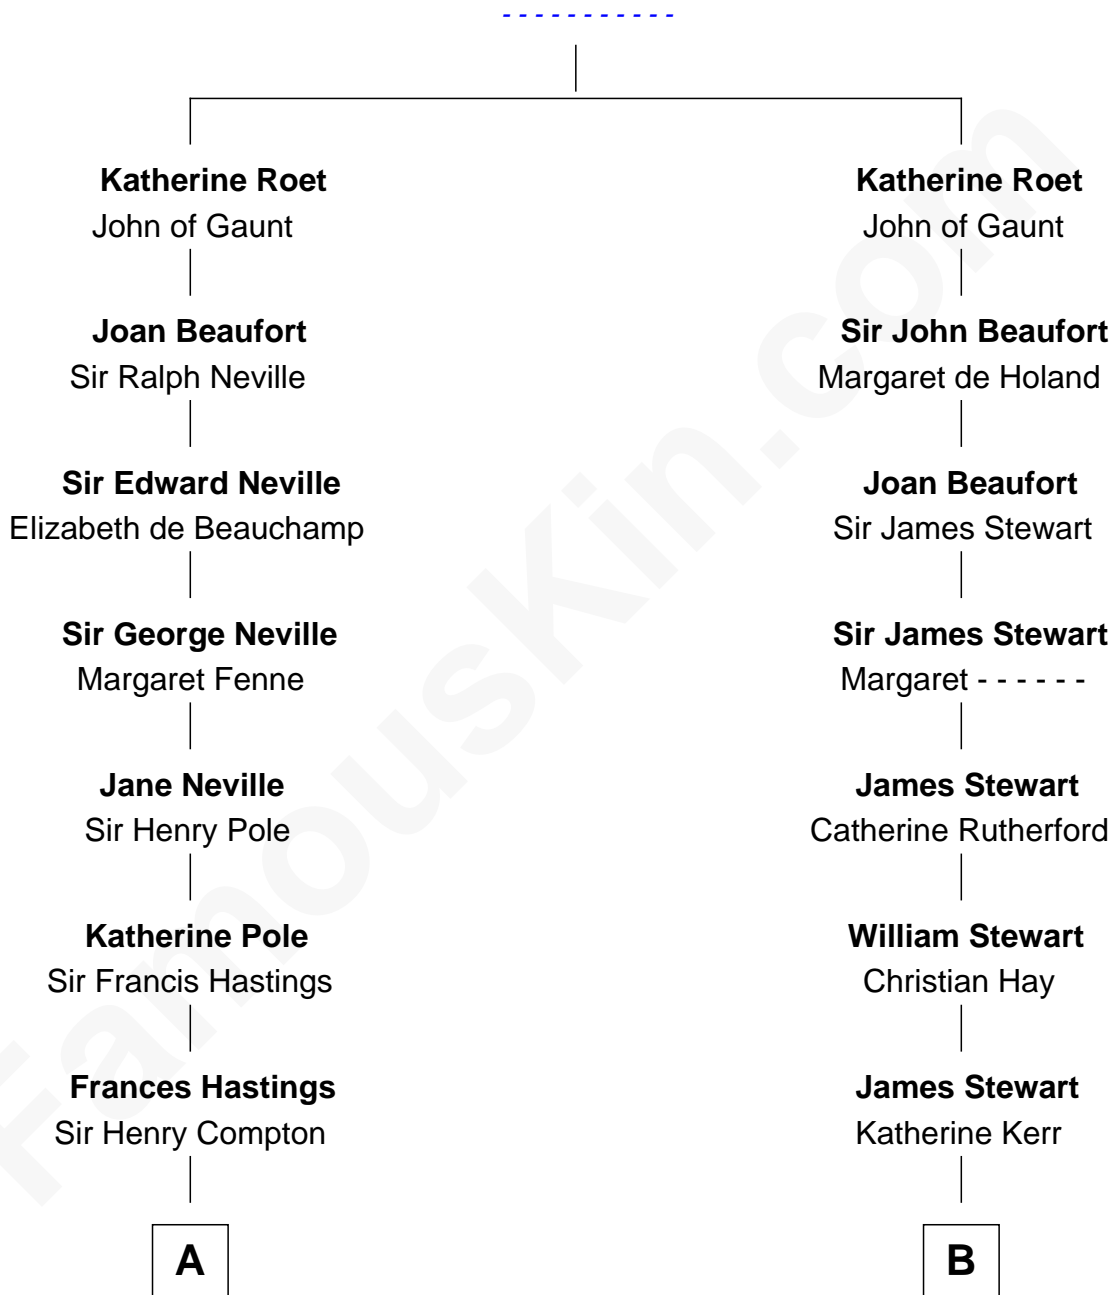 - - - - - - - - - - -
Katherine Roet
John of Gaunt
Joan Beaufort
Sir Ralph Neville
Sir Edward Neville
Elizabeth de Beauchamp
Sir George Neville
Margaret Fenne
Jane Neville
Sir Henry Pole
Katherine Pole
Sir Francis Hastings
Frances Hastings
Sir Henry Compton
A
Katherine Roet
John of Gaunt
Sir John Beaufort
Margaret de Holand
Joan Beaufort
Sir James Stewart
Sir James Stewart
Margaret - - - - - -
James Stewart
Catherine Rutherford
William Stewart
Christian Hay
James Stewart
Katherine Kerr
B
FamousKin.com